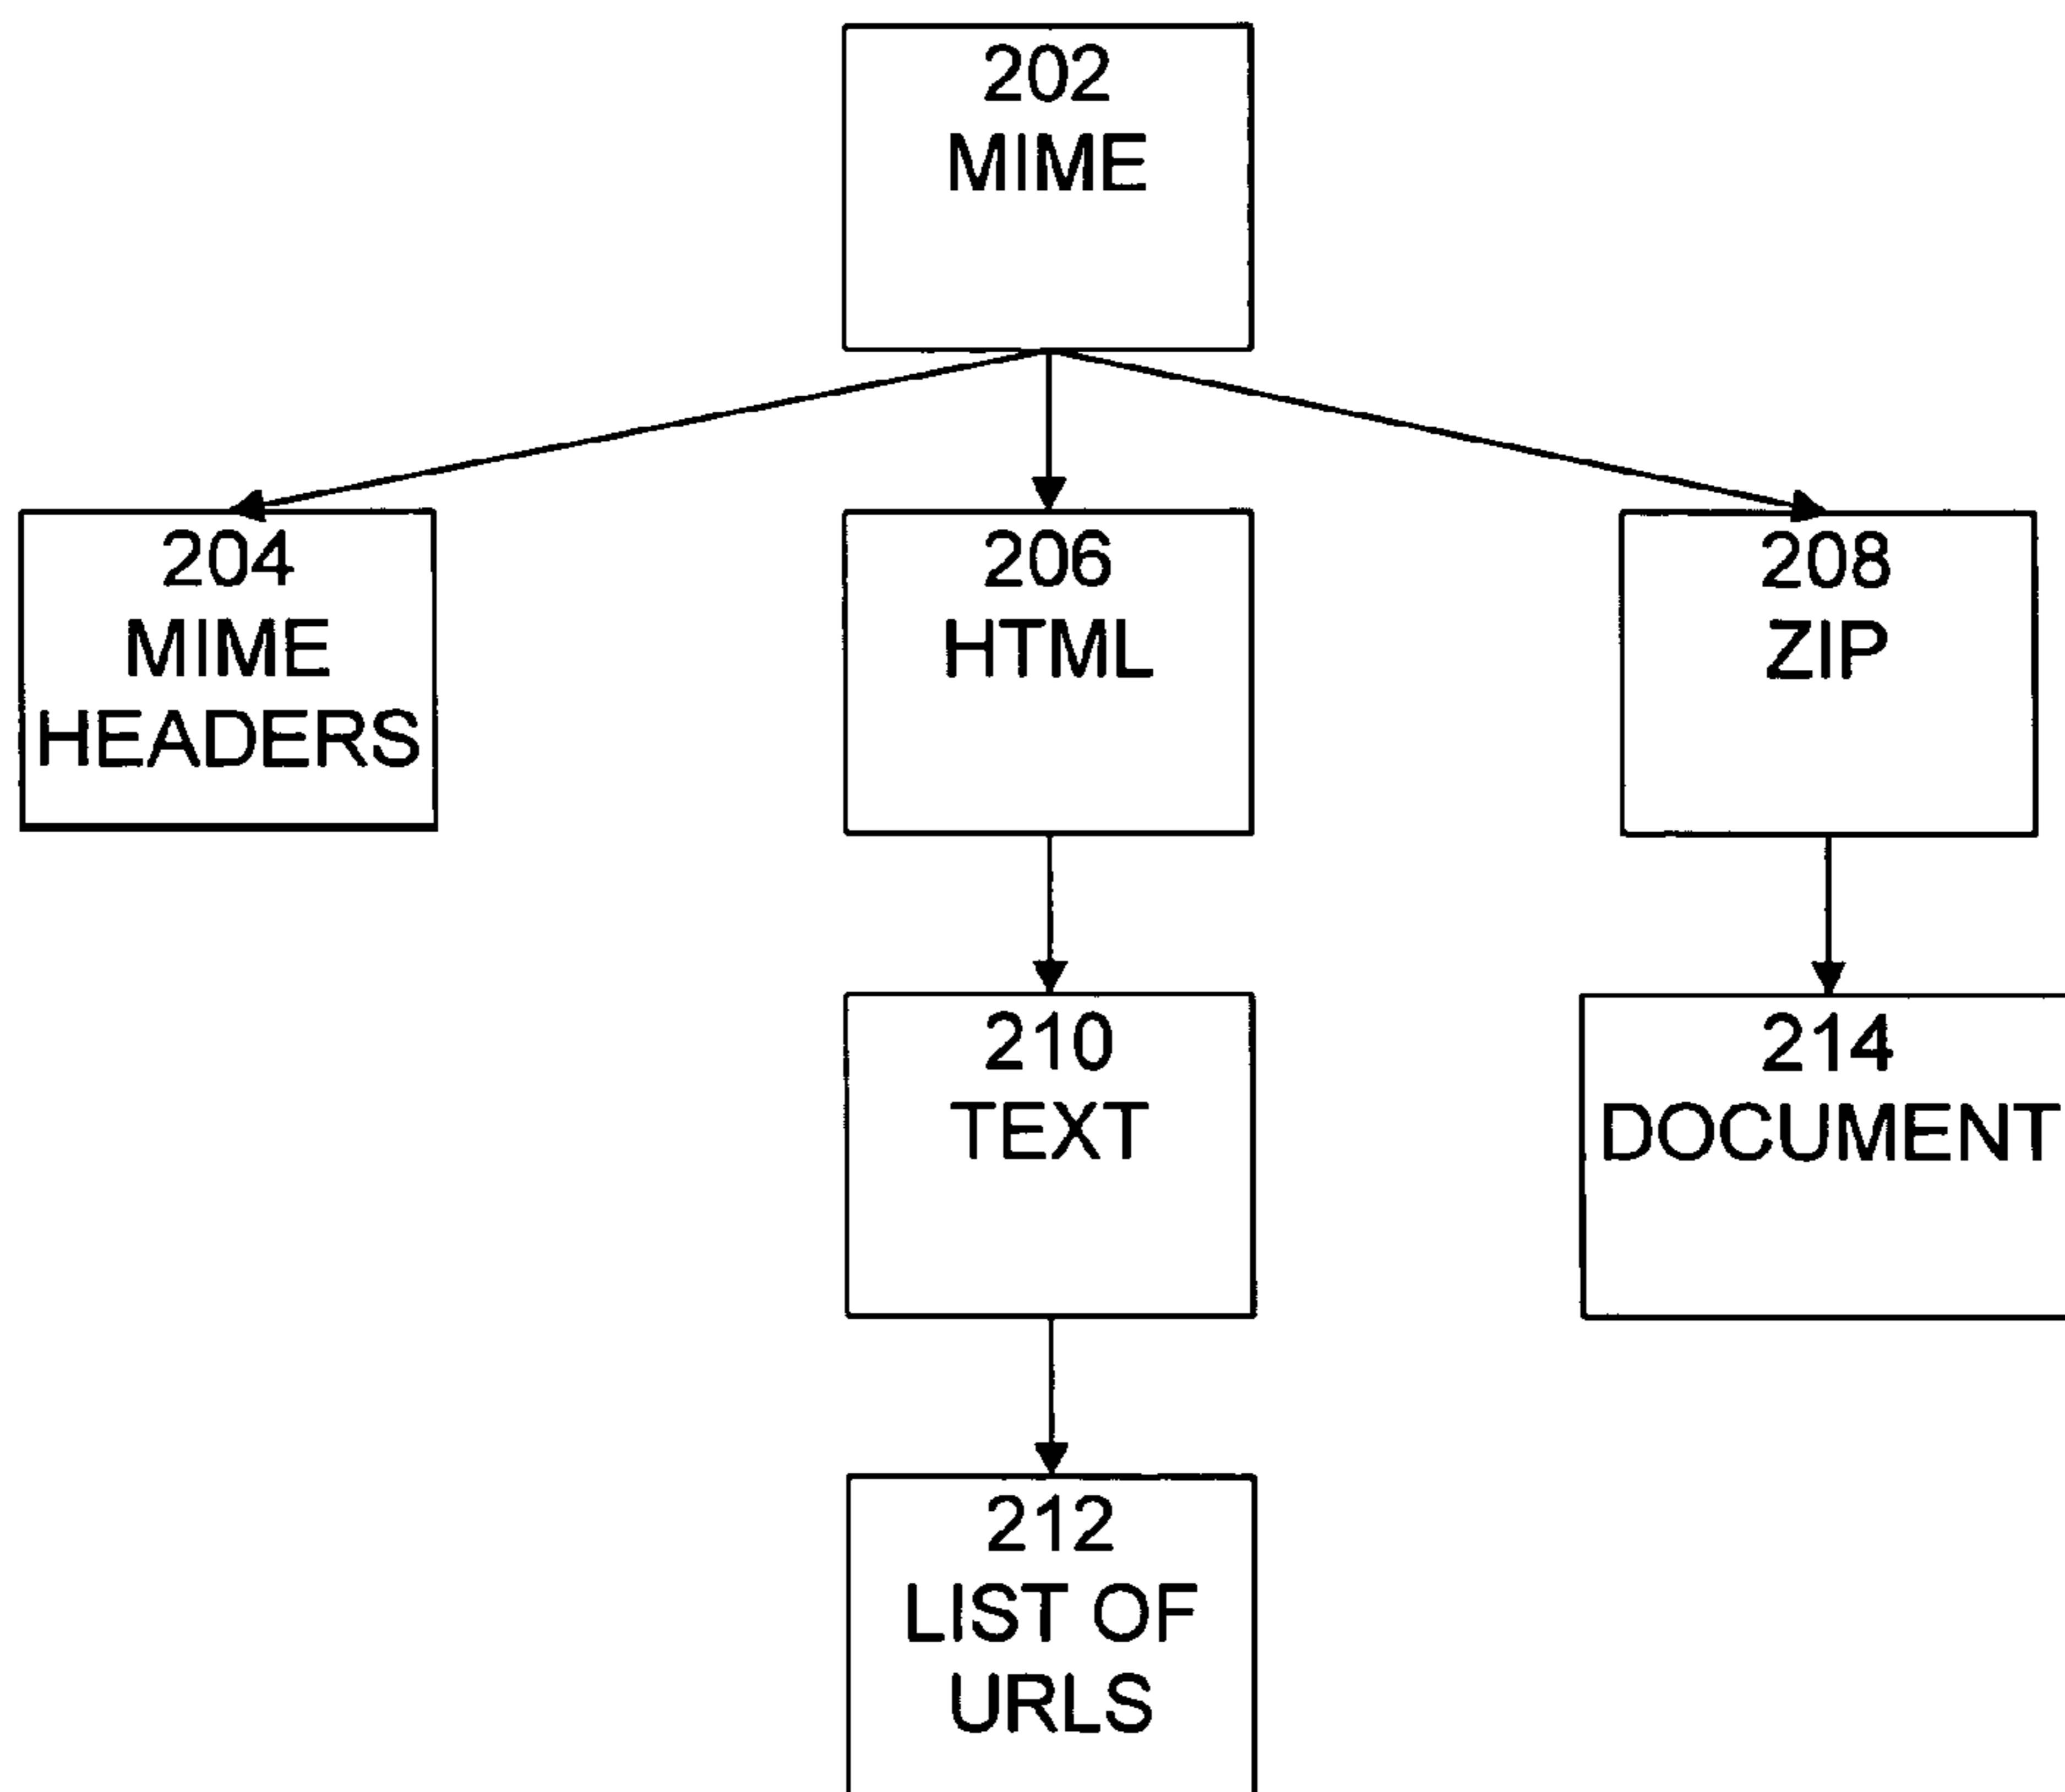 202
MIME
204
MIME
HEADERS
206
HTML
208
ZIP
210
TEXT
214
DOCUMENT
212
LIST OF
URLS